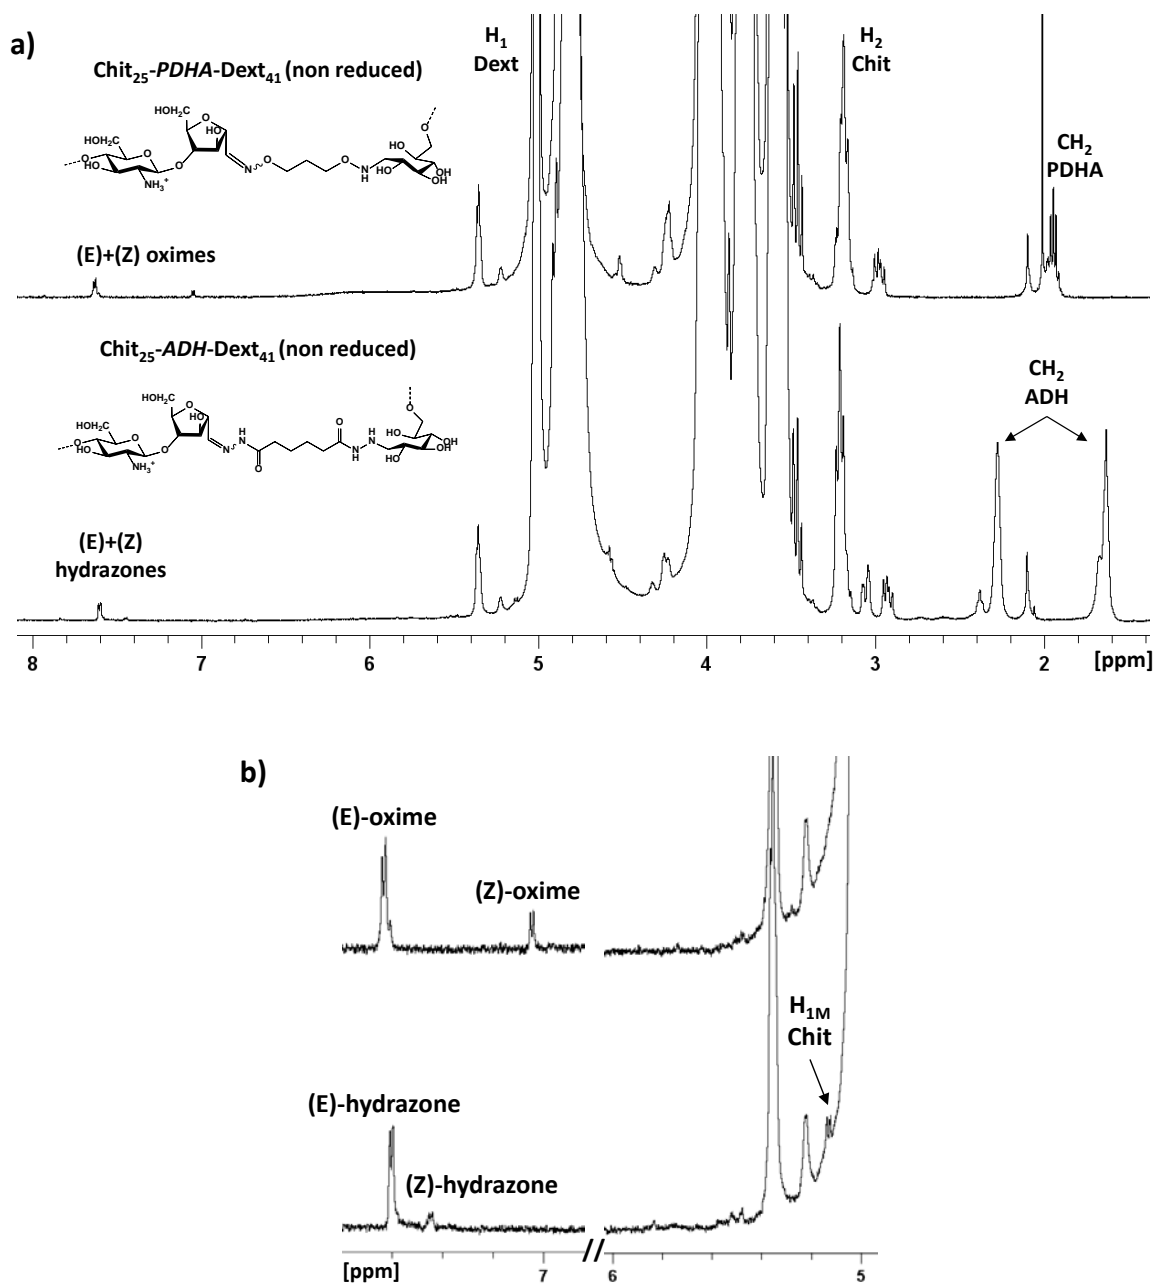 a)
H1
Dext
H2
Chit
Chit25-PDHA-Dext41 (non reduced)
HOH2C
O
HO
HOH2C
O
O
HO
NH3+
O
N
O
O
N
H
O
HO
HO
OH
OH
CH2
PDHA
(E)+(Z) oximes
Chit25-ADH-Dext41 (non reduced)
HOH2C
O
HO
HOH2C
O
O
HO
NH3+
O
N
H
N
O
O
H
N
N
H
O
HO
HO
OH
OH
CH2
ADH
(E)+(Z)
hydrazones
8 7 6 5 4 3 2 [ppm]
b)
(E)-oxime
(Z)-oxime
H1M
Chit
(E)-hydrazone
(Z)-hydrazone
[ppm] 7 6 5